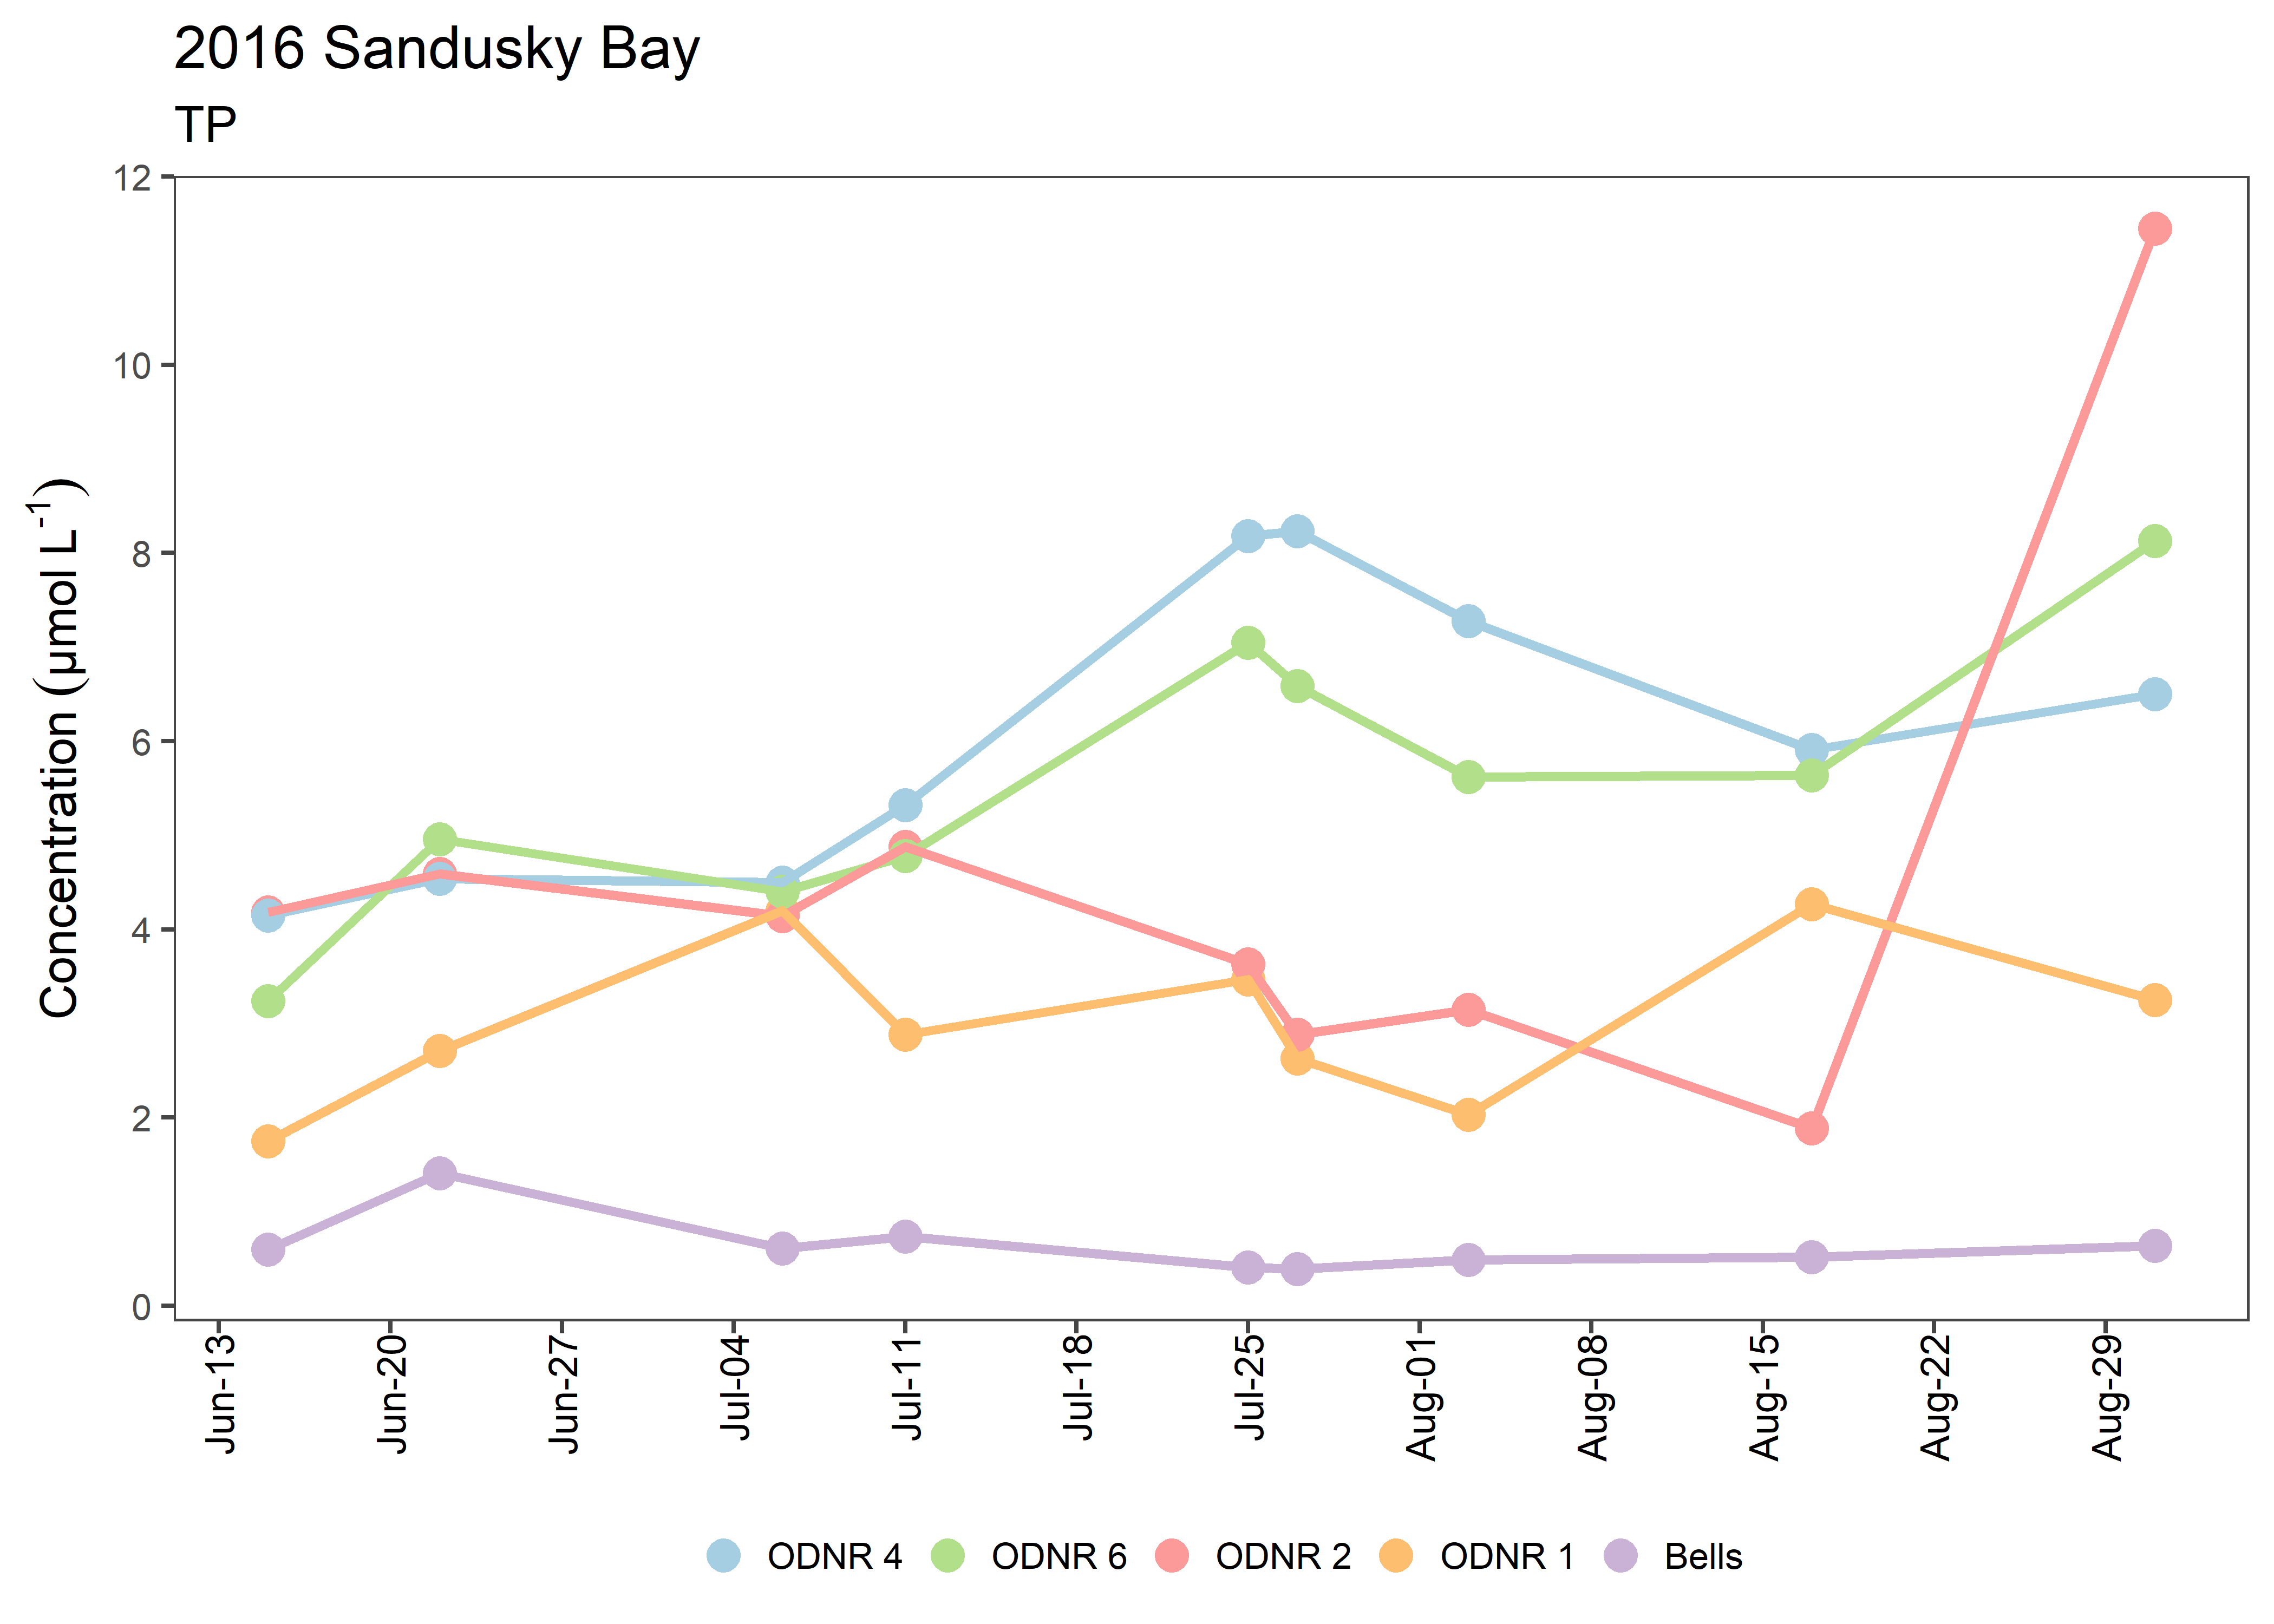 2016 Sandusky Bay
TP
Concentration (µmol L⁻¹)
12
10
8
6
4
2
0
Jun-13
Jun-20
Jun-27
Jul-04
Jul-11
Jul-18
Jul-25
Aug-01
Aug-08
Aug-15
Aug-22
Aug-29
ODNR 4 ODNR 6 ODNR 2 ODNR 1 Bells